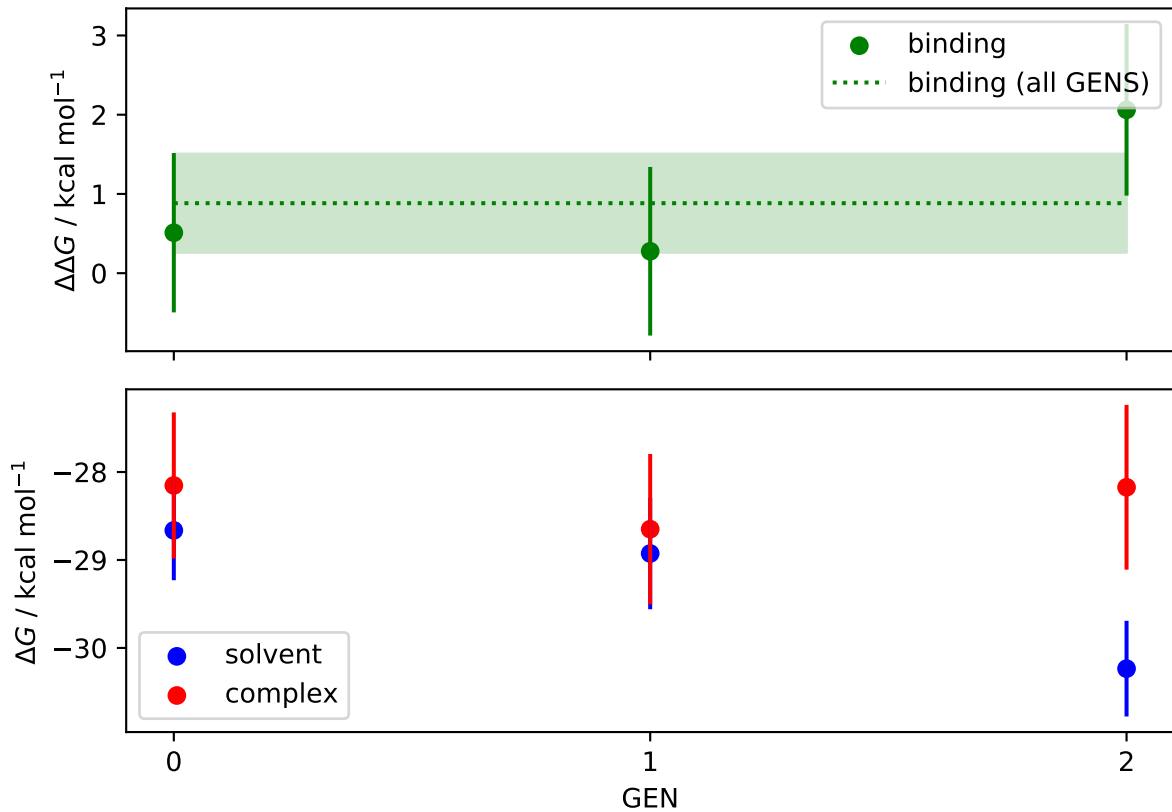 3
2
1
0
ΔΔG / kcal mol⁻¹
binding
binding (all GENS)
−28
−29
−30
ΔG / kcal mol⁻¹
solvent
complex
0 1 2
GEN